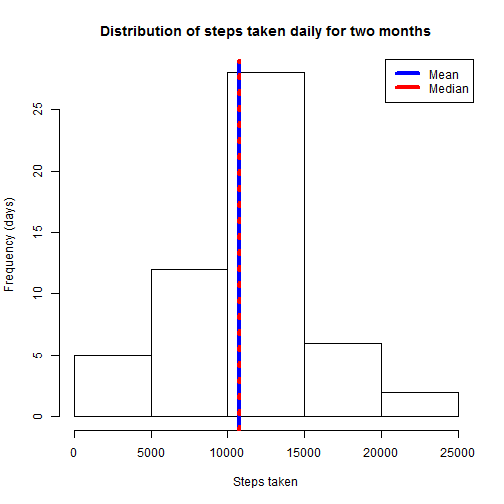 Distribution of steps taken daily for two months
Mean
Median
Frequency (days)
25
20
15
10
5
0
0 5000 10000 15000 20000 25000
Steps taken